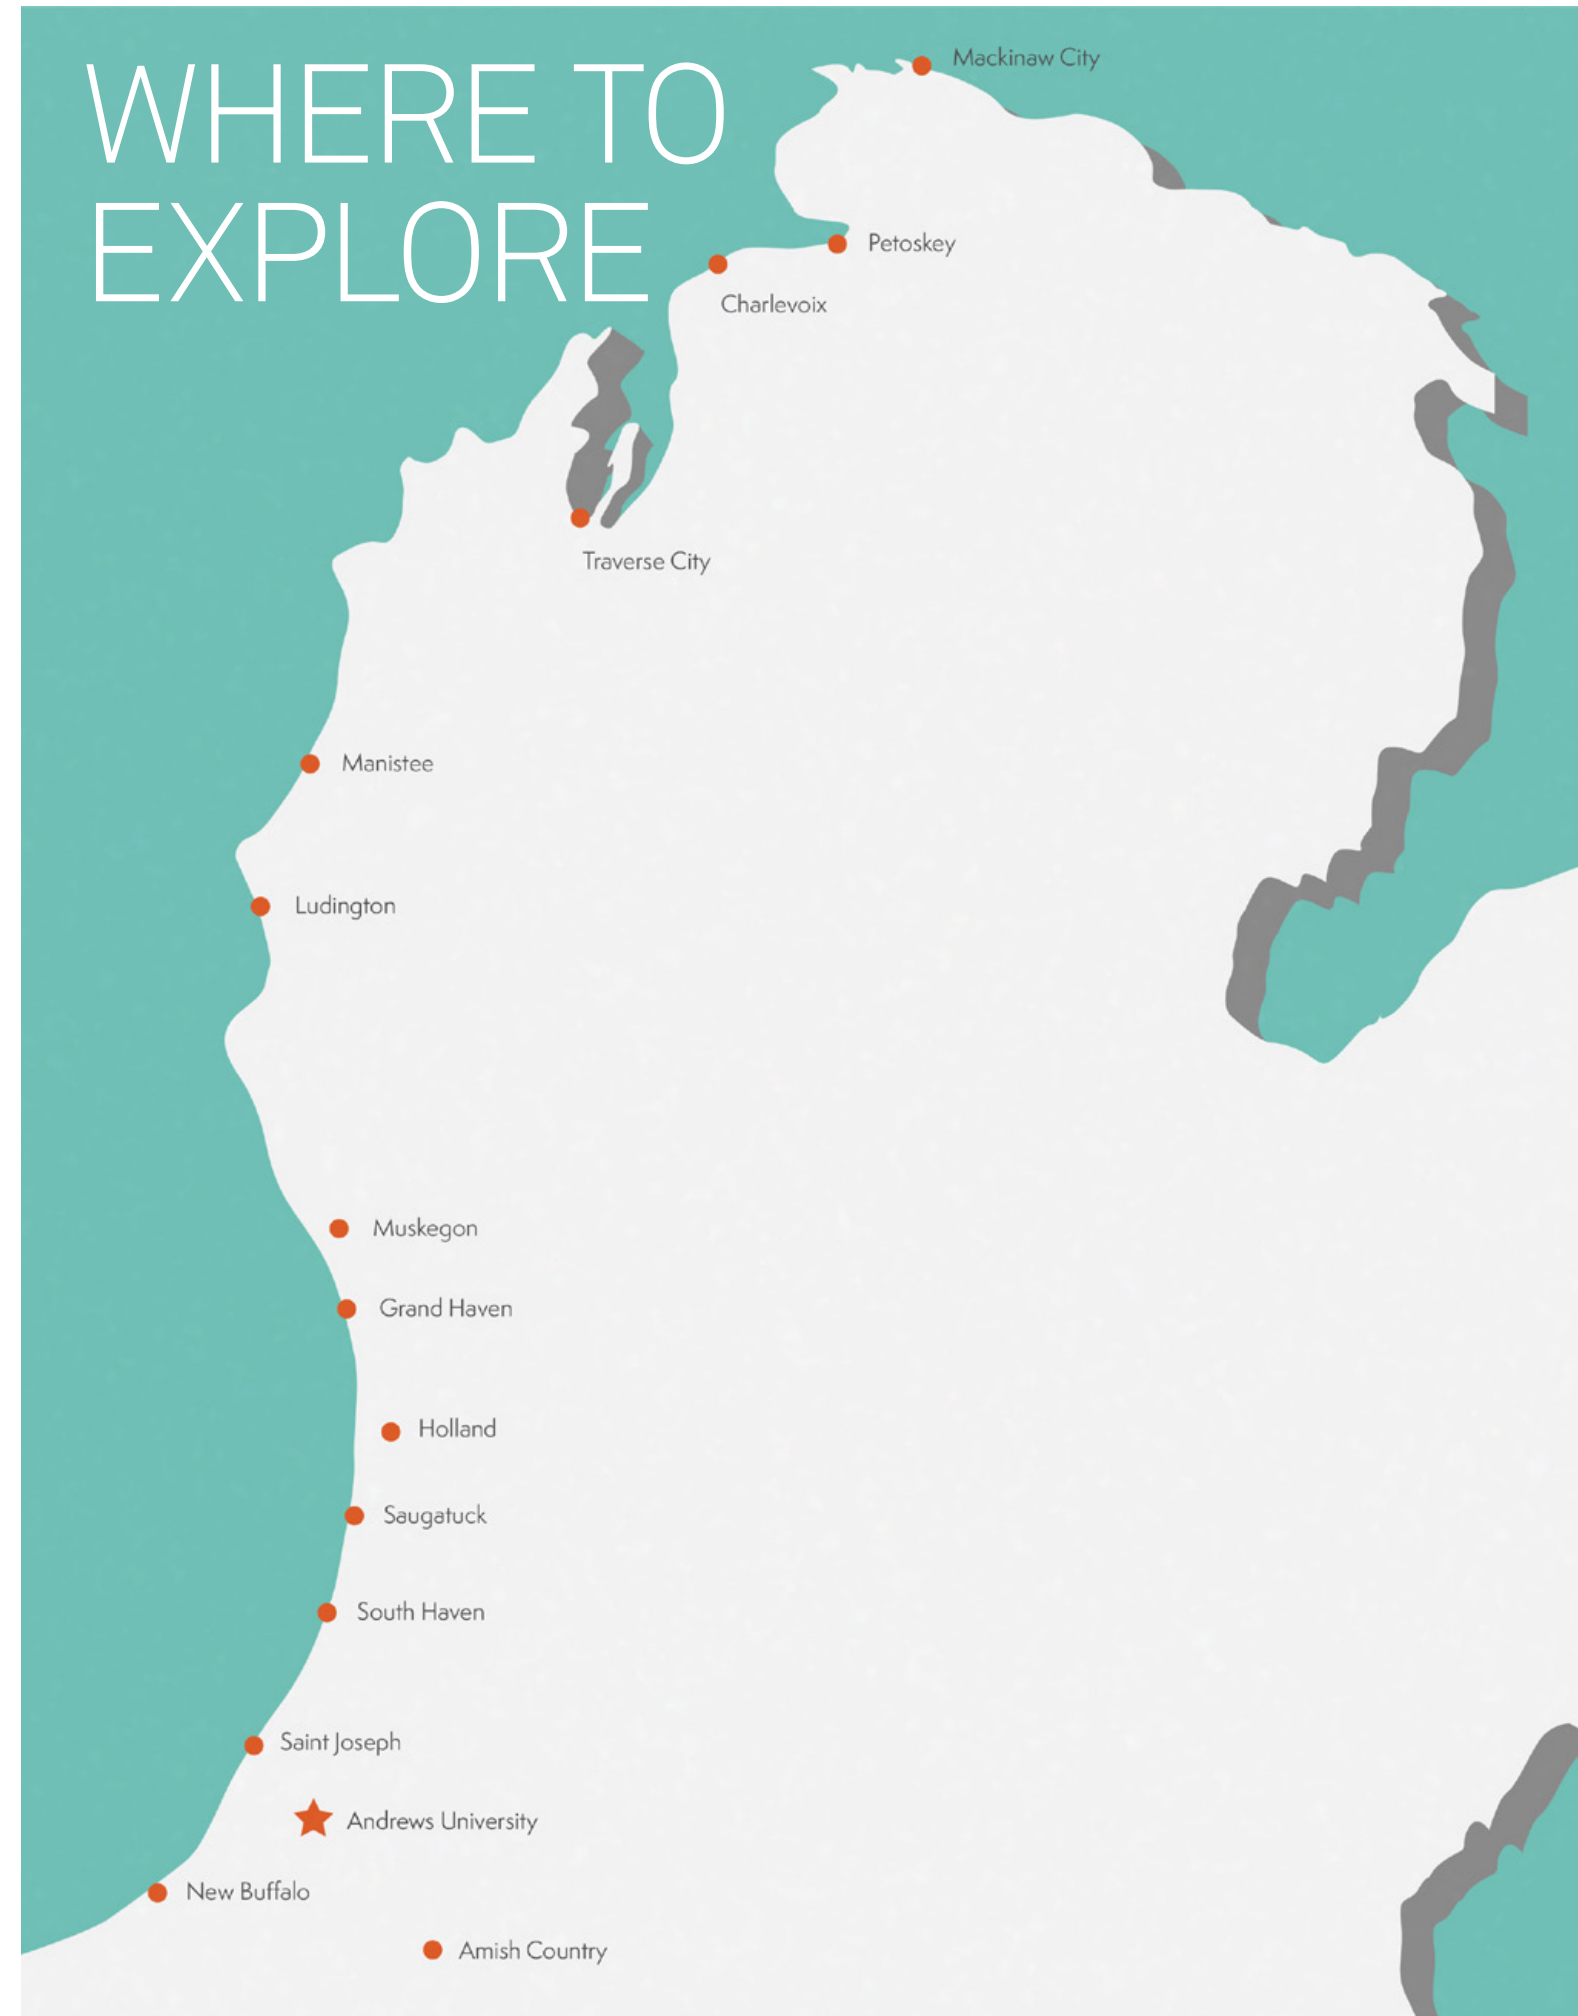 WHERE TO
EXPLORE
Mackinaw City
Petoskey
Charlevoix
Traverse City
Manistee
Ludington
Muskegon
Grand Haven
Holland
Saugatuck
South Haven
Saint Joseph
Andrews University
New Buffalo
Amish Country